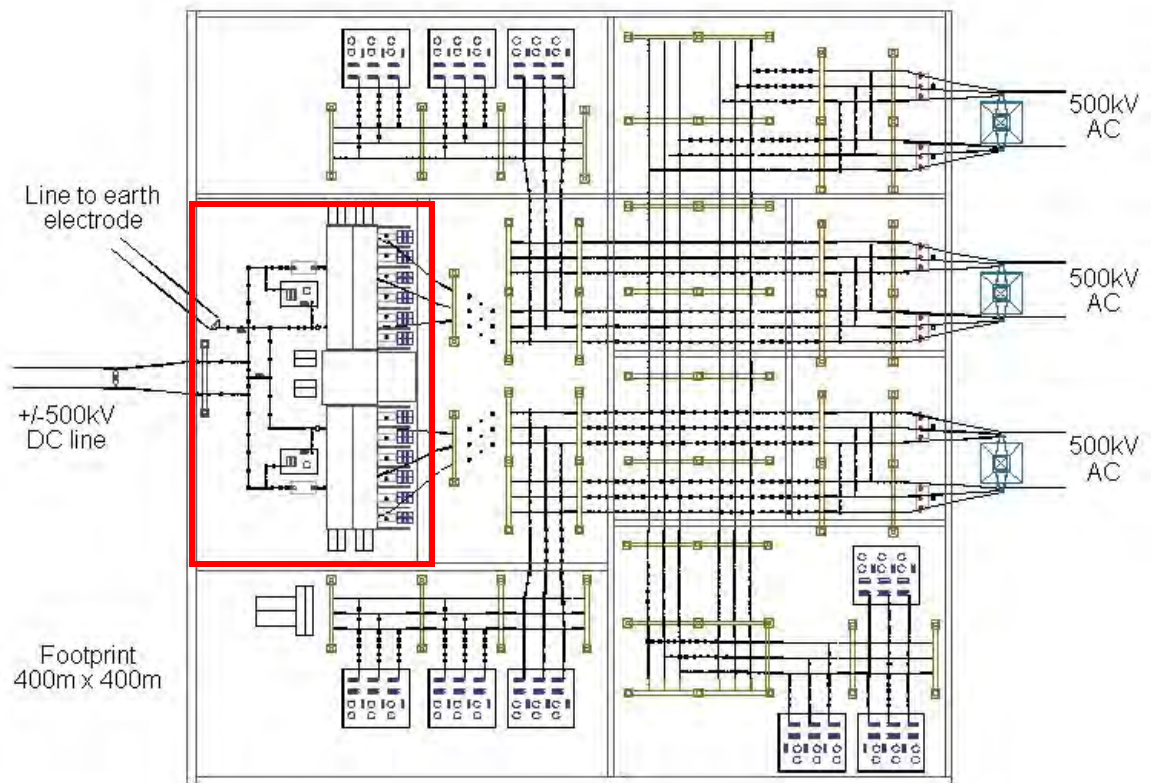 500kV
AC
Line to earth
electrode
500kV
AC
+/-500kV
DC line
500kV
AC
Footprint
400m x 400m